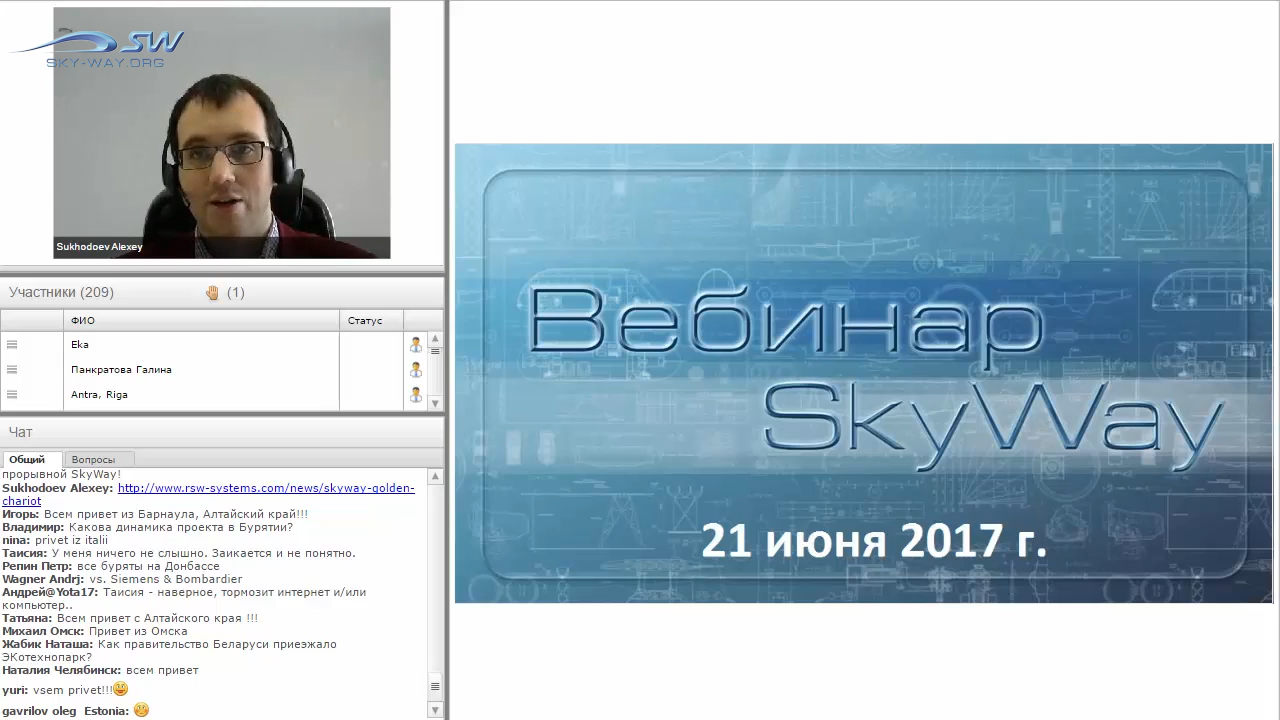 SW
SKY-WAY.ORG
Sukhodoev Alexey
Участники (209)
(1)
ФИО
Статус
Eka
Панкратова Галина
Antra, Riga
Чат
Общий
Вопросы
прорывной SkyWay!
Sukhodoev Alexey: http://www.rsw-systems.com/news/skyway-golden-
chariot
Игорь: Всем привет из Барнаула, Алтайский край!!!
Владимир: Какова динамика проекта в Бурятии?
nina: privet iz italii
Таисия: У меня ничего не слышно. Заикается и не понятно.
Репин Петр: все буряты на Донбассе
Wagner Andrj: vs. Siemens & Bombardier
Андрей@Yota17: Таисия - наверное, тормозит интернет и/или
компьютер..
Татьяна: Всем привет с Алтайского края !!!
Михаил Омск: Привет из Омска
Жабик Наташа: Как правительство Беларуси приезжало
ЭКотехнопарк?
Наталия Челябинск: всем привет
yuri: vsem privet!!!
gavrilov oleg Estonia:
Вебинар
SkyWay
21 июня 2017 г.